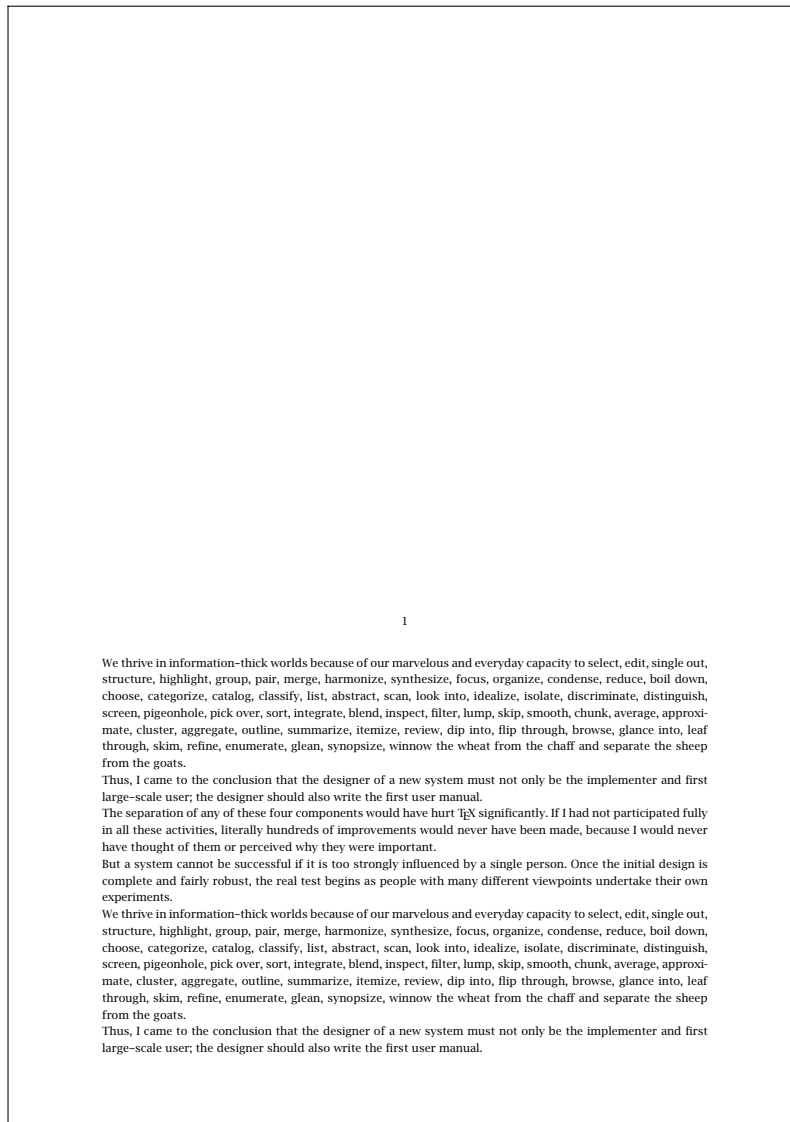 1
We thrive in information-thick worlds because of our marvelous and everyday capacity to select, edit, single out,
structure, highlight, group, pair, merge, harmonize, synthesize, focus, organize, condense, reduce, boil down,
choose, categorize, catalog, classify, list, abstract, scan, look into, idealize, isolate, discriminate, distinguish,
screen, pigeonhole, pick over, sort, integrate, blend, inspect, filter, lump, skip, smooth, chunk, average, approxi-
mate, cluster, aggregate, outline, summarize, itemize, review, dip into, flip through, browse, glance into, leaf
through, skim, refine, enumerate, glean, synopsize, winnow the wheat from the chaff and separate the sheep
from the goats.
Thus, I came to the conclusion that the designer of a new system must not only be the implementer and first
large-scale user; the designer should also write the first user manual.
The separation of any of these four components would have hurt TEX significantly. If I had not participated fully
in all these activities, literally hundreds of improvements would never have been made, because I would never
have thought of them or perceived why they were important.
But a system cannot be successful if it is too strongly influenced by a single person. Once the initial design is
complete and fairly robust, the real test begins as people with many different viewpoints undertake their own
experiments.
We thrive in information-thick worlds because of our marvelous and everyday capacity to select, edit, single out,
structure, highlight, group, pair, merge, harmonize, synthesize, focus, organize, condense, reduce, boil down,
choose, categorize, catalog, classify, list, abstract, scan, look into, idealize, isolate, discriminate, distinguish,
screen, pigeonhole, pick over, sort, integrate, blend, inspect, filter, lump, skip, smooth, chunk, average, approxi-
mate, cluster, aggregate, outline, summarize, itemize, review, dip into, flip through, browse, glance into, leaf
through, skim, refine, enumerate, glean, synopsize, winnow the wheat from the chaff and separate the sheep
from the goats.
Thus, I came to the conclusion that the designer of a new system must not only be the implementer and first
large-scale user; the designer should also write the first user manual.